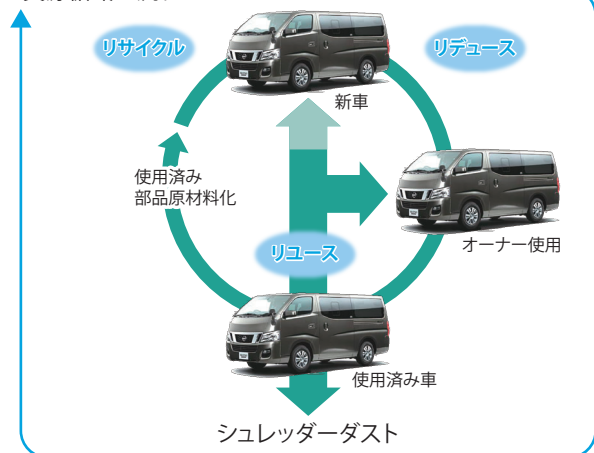 リサイクル
リデュース
新車
使用済み
部品原材料化
オーナー使用
リユース
使用済み車
シュレッダーダスト